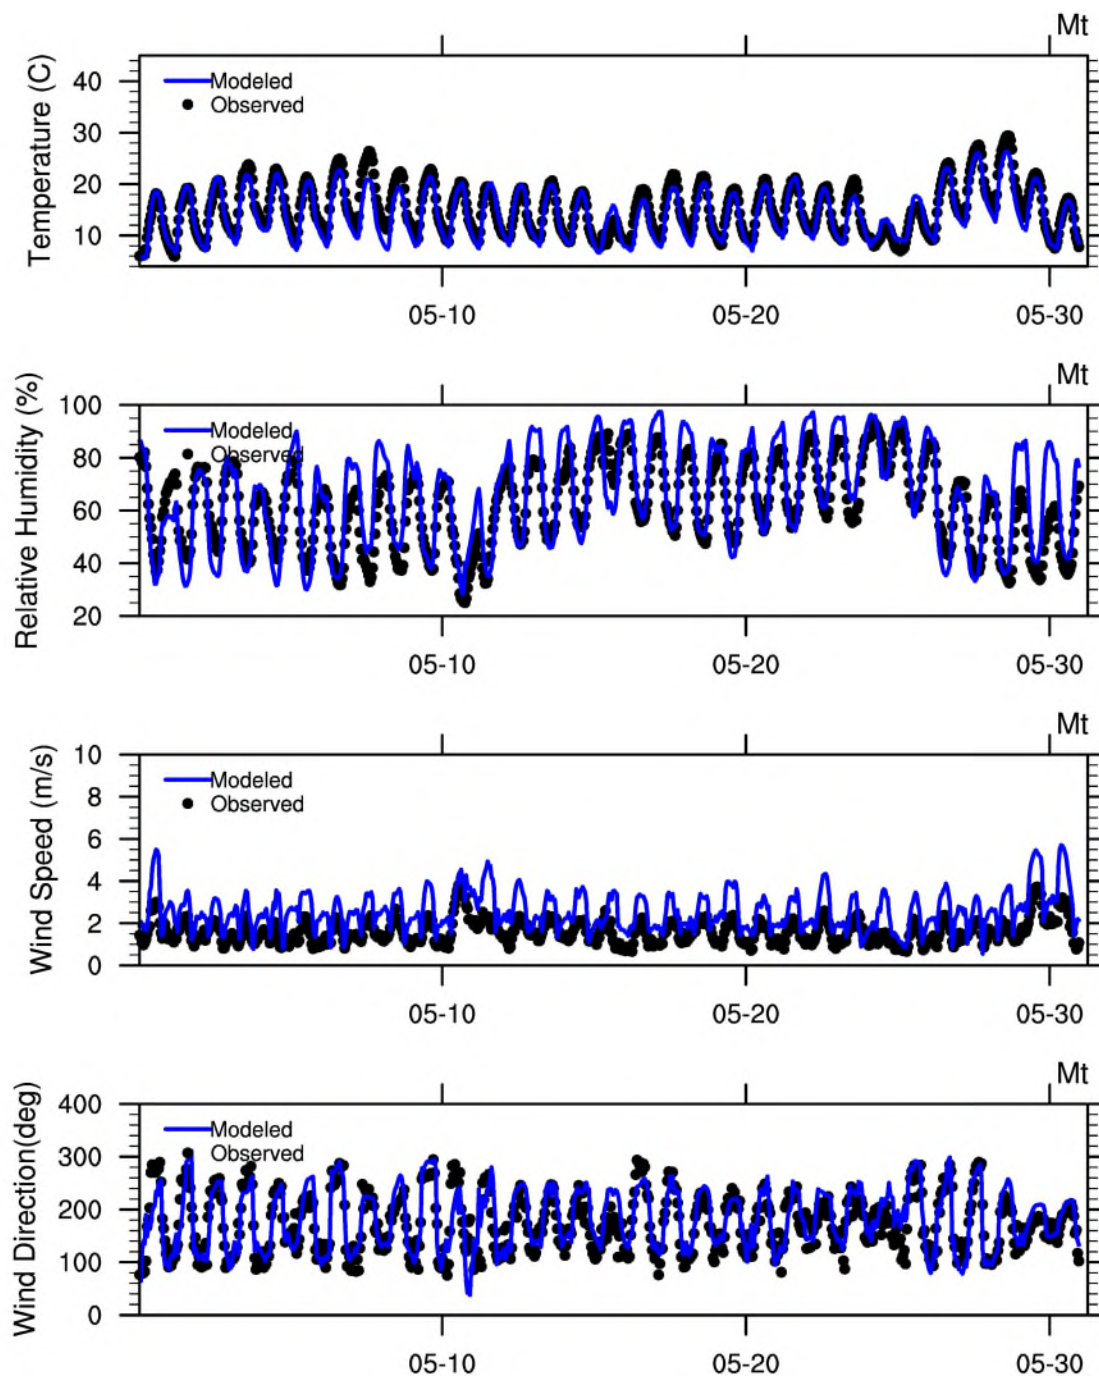 Mt
Temperature (C)
40
30
20
10
Modeled
Observed
05-10
05-20
05-30
Mt
Relative Humidity (%)
100
80
60
40
20
Modeled
Observed
05-10
05-20
05-30
Mt
Wind Speed (m/s)
10
8
6
4
2
0
Modeled
Observed
05-10
05-20
05-30
Mt
Wind Direction(deg)
400
300
200
100
0
Modeled
Observed
05-10
05-20
05-30